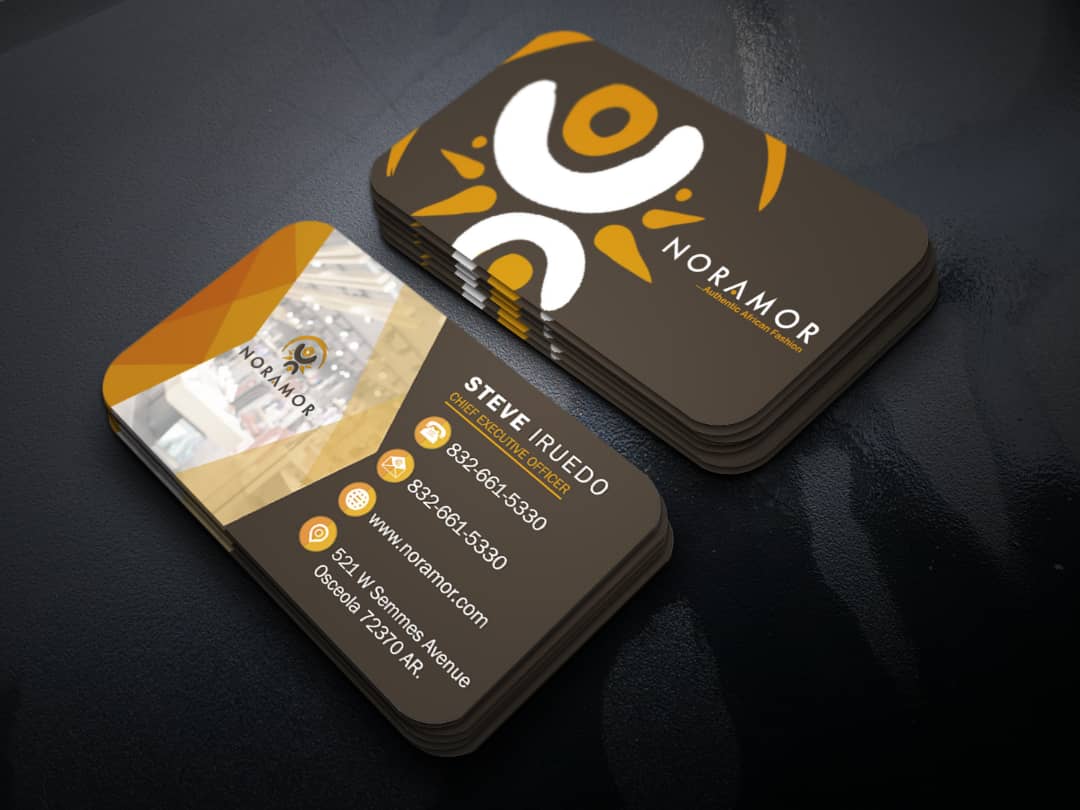 NORAMOR
...Authentic African Fashion
NORAMOR
STEVE IRUEDO
CHIEF EXECUTIVE OFFICER
832-661-5330
832-661-5330
www.noramor.com
521 W Semmes Avenue
Osceola 72370 AR.